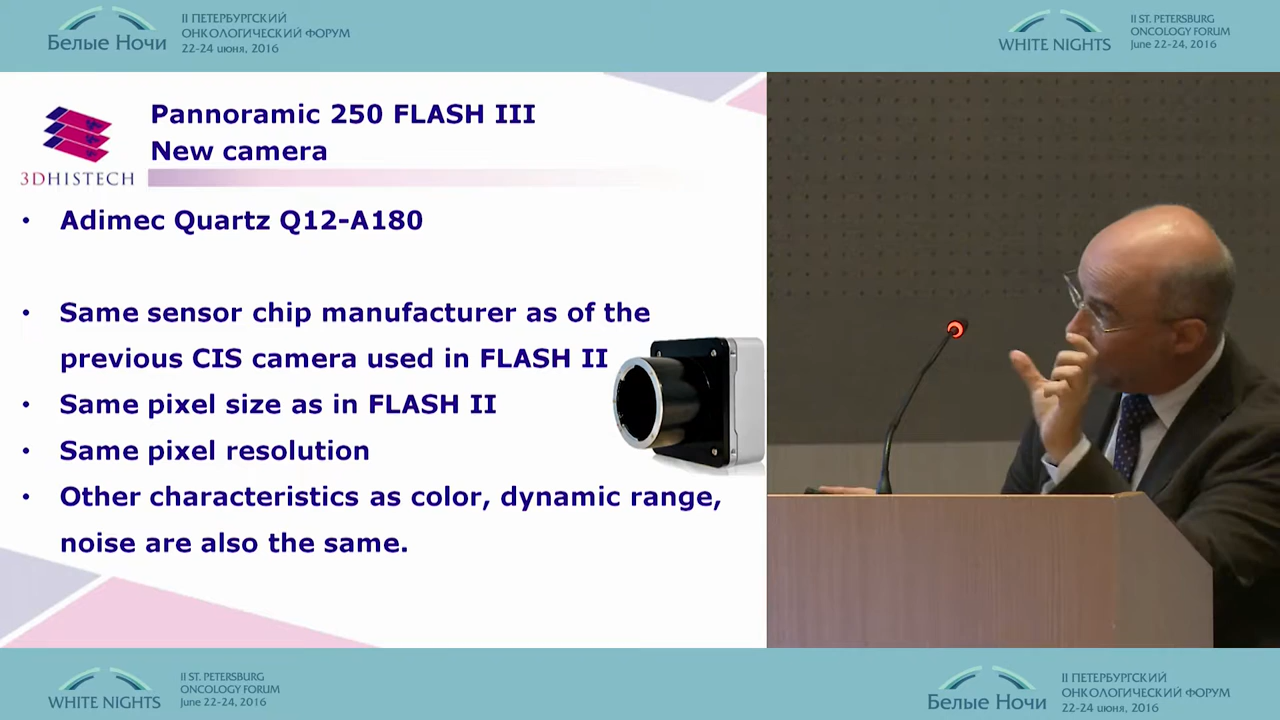 Белые Ночи
II ПЕТЕРБУРГСКИЙ
ОНКОЛОГИЧЕСКИЙ ФОРУМ
22-24 июня, 2016
WHITE NIGHTS
II ST. PETERSBURG
ONCOLOGY FORUM
June 22-24, 2016
3DHISTECH
Pannoramic 250 FLASH III
New camera
• Adimec Quartz Q12-A180
• Same sensor chip manufacturer as of the
previous CIS camera used in FLASH II
• Same pixel size as in FLASH II
• Same pixel resolution
• Other characteristics as color, dynamic range,
noise are also the same.
WHITE NIGHTS
II ST. PETERSBURG
ONCOLOGY FORUM
June 22-24, 2016
Белые Ночи
II ПЕТЕРБУРГСКИЙ
ОНКОЛОГИЧЕСКИЙ ФОРУМ
22-24 июня, 2016